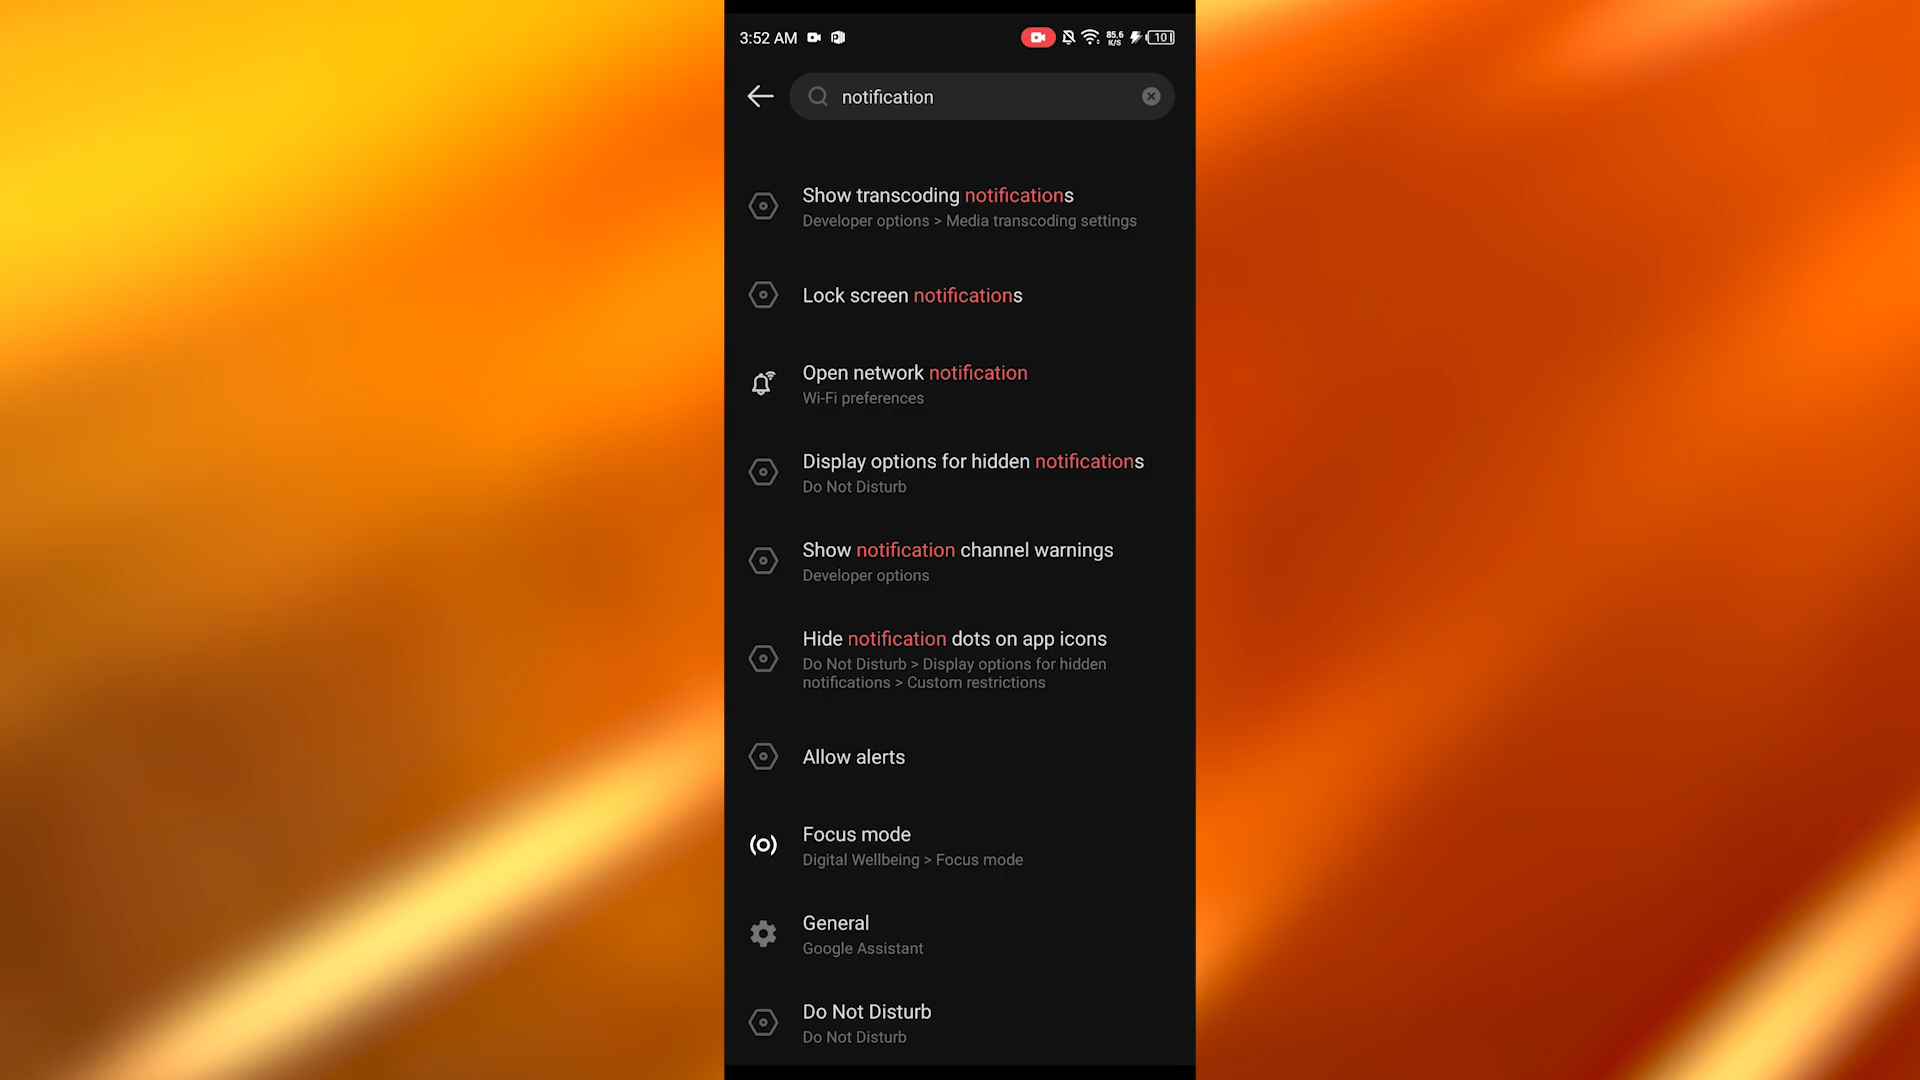 3:52 AM
85.6
K/S
10
notification
Show transcoding notifications
Developer options > Media transcoding settings
Lock screen notifications
Open network notification
Wi-Fi preferences
Display options for hidden notifications
Do Not Disturb
Show notification channel warnings
Developer options
Hide notification dots on app icons
Do Not Disturb > Display options for hidden
notifications > Custom restrictions
Allow alerts
Focus mode
Digital Wellbeing > Focus mode
General
Google Assistant
Do Not Disturb
Do Not Disturb